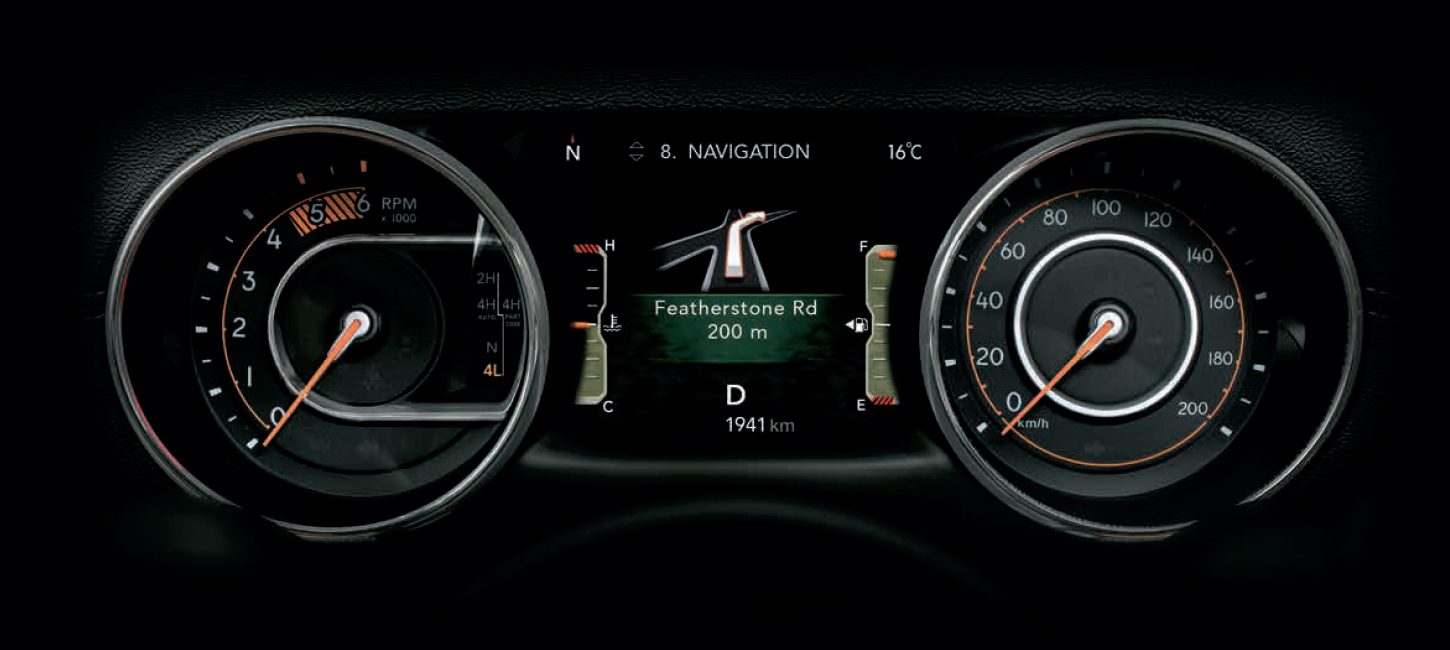 N
8. NAVIGATION
16°C
5
6
4
3
2
1
0
RPM
x 1000
2H
4H
AUTO
4H
PART
TIME
N
4L
H
C
Featherstone Rd
200 m
D
1941 km
F
E
0
20
40
60
80
100
120
140
160
180
200
km/h